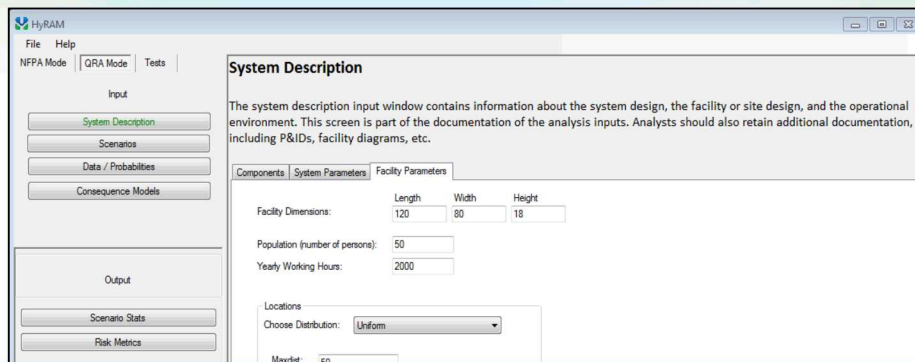 HyRAM
File Help
NFPA Mode QRA Mode Tests
Input
System Description
Scenarios
Data / Probabilities
Consequence Models
Output
Scenario Stats
Risk Metrics
System Description
The system description input window contains information about the system design, the facility or site design, and the operational
environment. This screen is part of the documentation of the analysis inputs. Analysts should also retain additional documentation,
including P&IDs, facility diagrams, etc.
Components System Parameters Facility Parameters
Length Width Height
Facility Dimensions: 120 80 18
Population (number of persons): 50
Yearly Working Hours: 2000
Locations
Choose Distribution: Uniform
Maxdist: 50